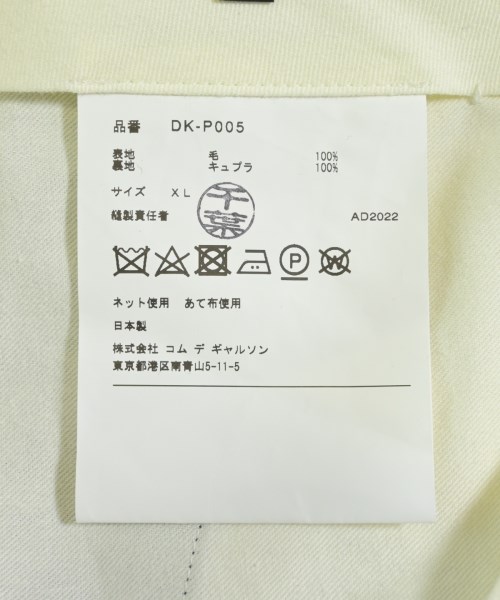 品番 DK-P005
表地 毛 100%
裏地 キュプラ 100%
サイズ XL
千葉
縫製責任者 AD2022
P W
ネット使用 あて布使用
日本製
株式会社 コム デ ギャルソン
東京都港区南青山5-11-5